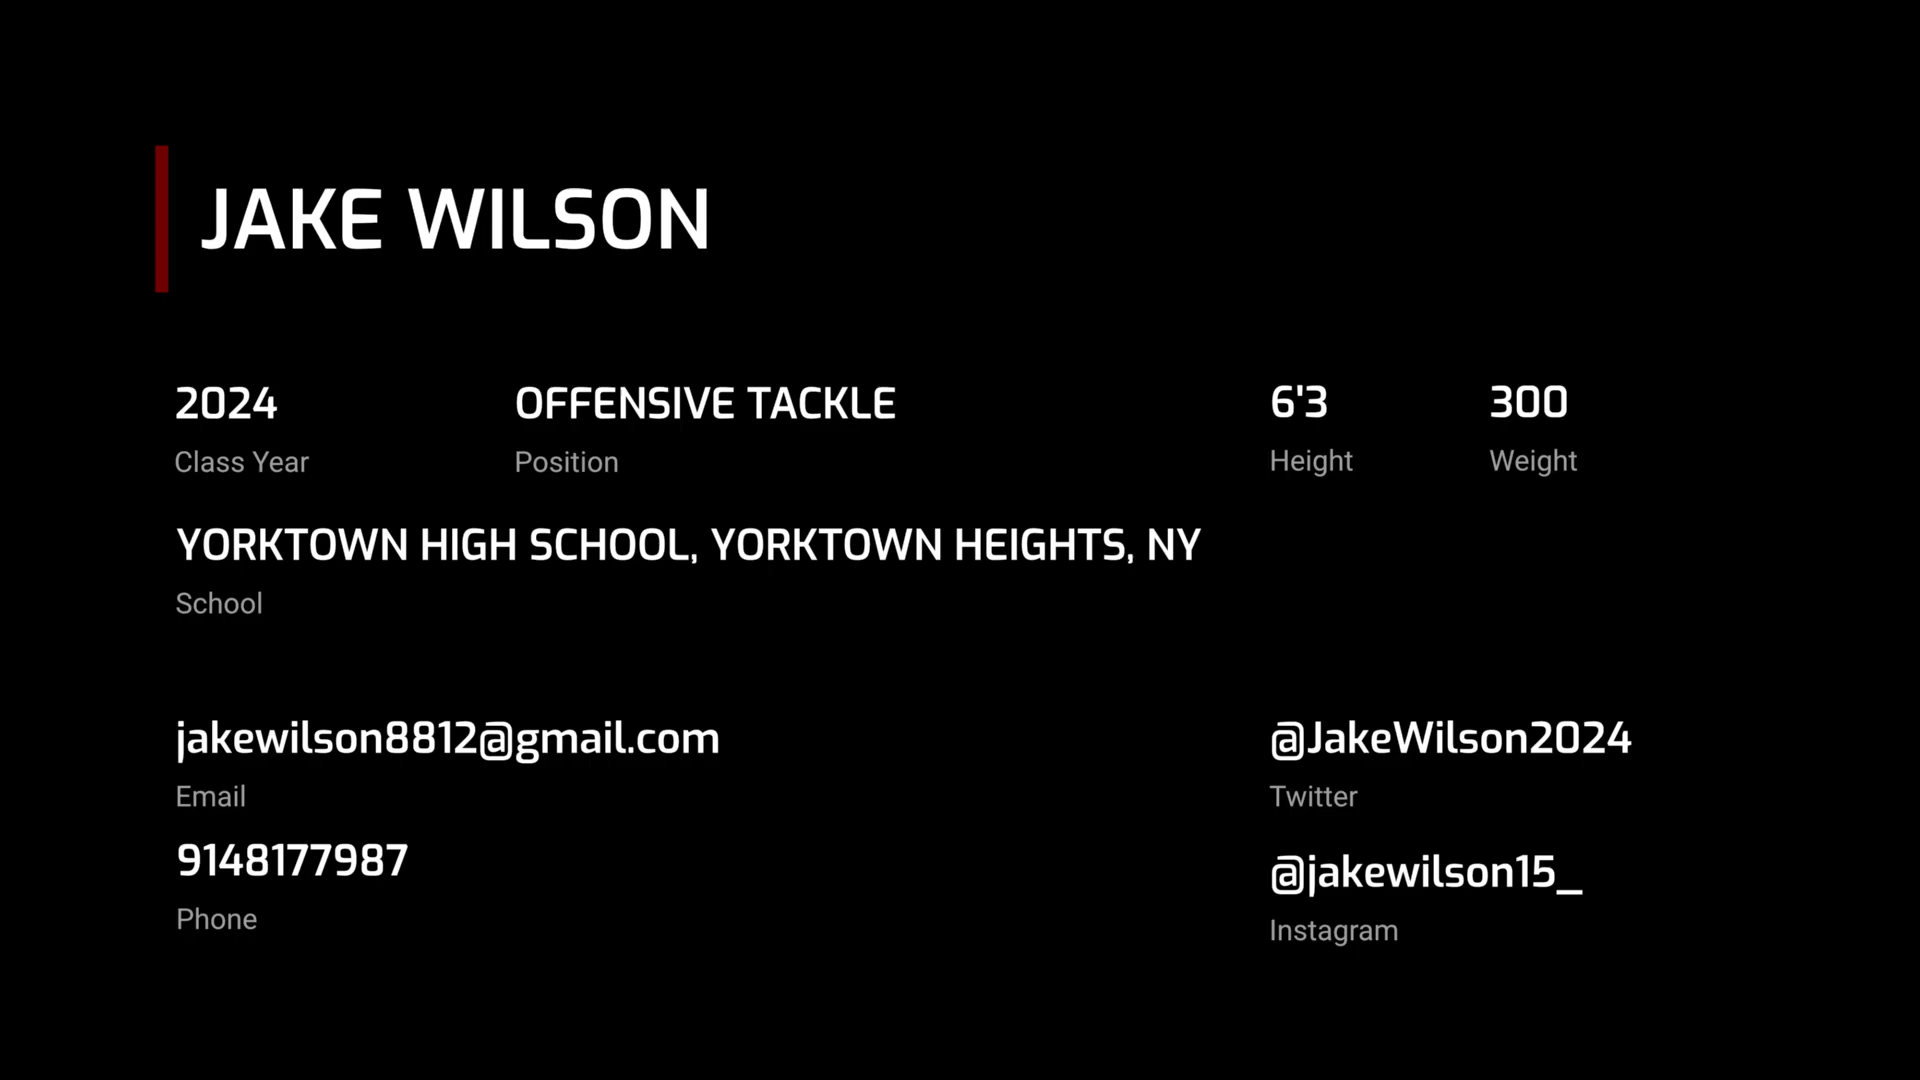 JAKE WILSON
2024 OFFENSIVE TACKLE 6'3 300
Class Year Position Height Weight
YORKTOWN HIGH SCHOOL, YORKTOWN HEIGHTS, NY
School
jakewilson8812@gmail.com @JakeWilson2024
Email Twitter
9148177987 @jakewilson15_
Phone Instagram